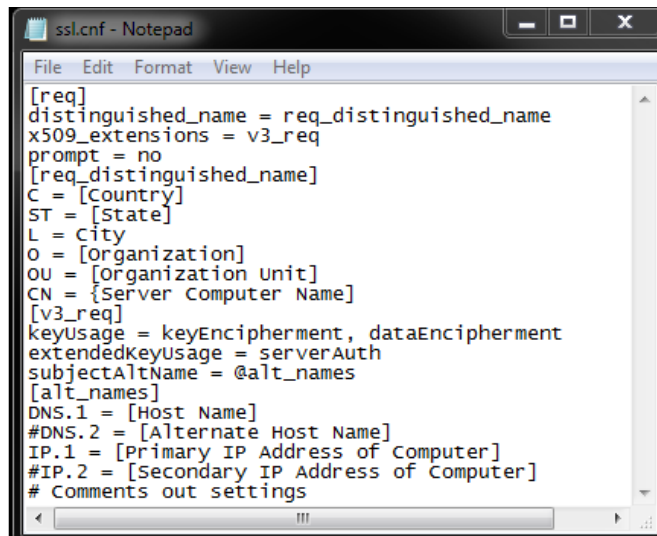 ssl.cnf - Notepad
File Edit Format View Help
[req]
distinguished_name = req_distinguished_name
x509_extensions = v3_req
prompt = no
[req_distinguished_name]
C = [Country]
ST = [State]
L = City
O = [Organization]
OU = [Organization Unit]
CN = {Server Computer Name]
[v3_req]
keyUsage = keyEncipherment, dataEncipherment
extendedKeyUsage = serverAuth
subjectAltName = @alt_names
[alt_names]
DNS.1 = [Host Name]
#DNS.2 = [Alternate Host Name]
IP.1 = [Primary IP Address of Computer]
#IP.2 = [Secondary IP Address of Computer]
# Comments out settings